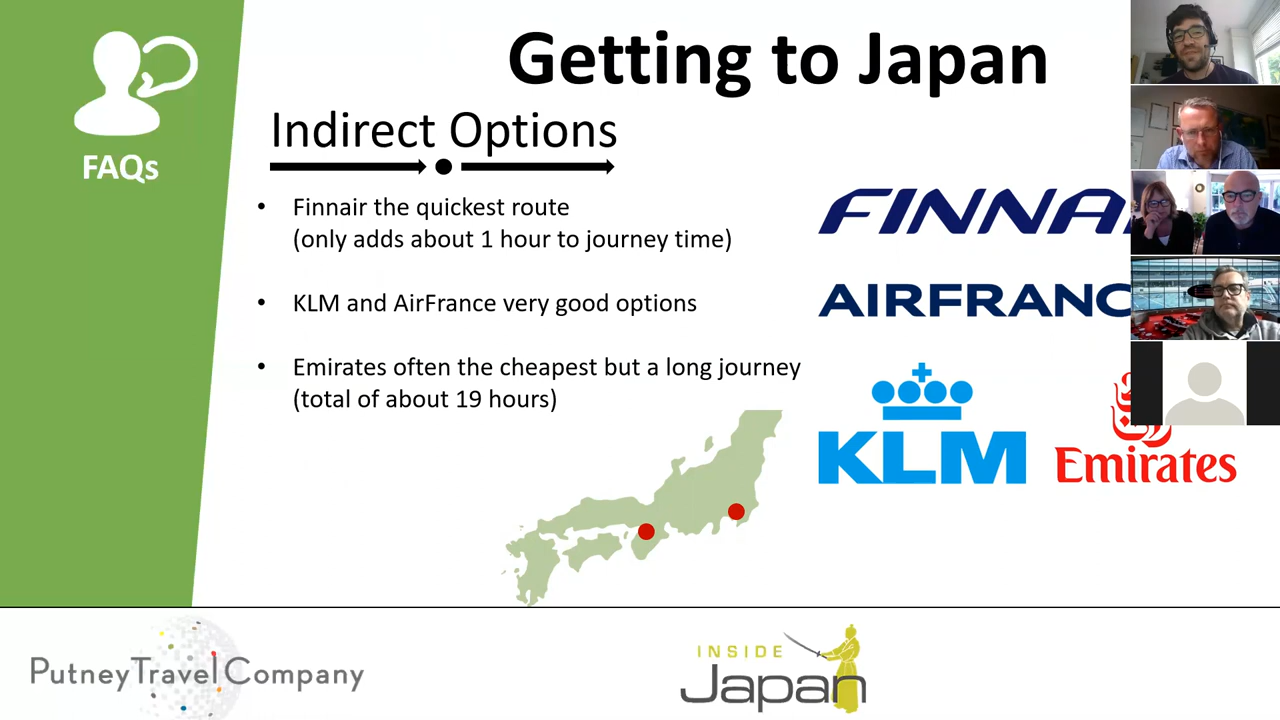 Getting to Japan
FAQs
Indirect Options
• Finnair the quickest route
(only adds about 1 hour to journey time)
• KLM and AirFrance very good options
• Emirates often the cheapest but a long journey
(total of about 19 hours)
FINNA
AIRFRANC
KLM
Emirates
PutneyTravelCompany
INSIDE
Japan